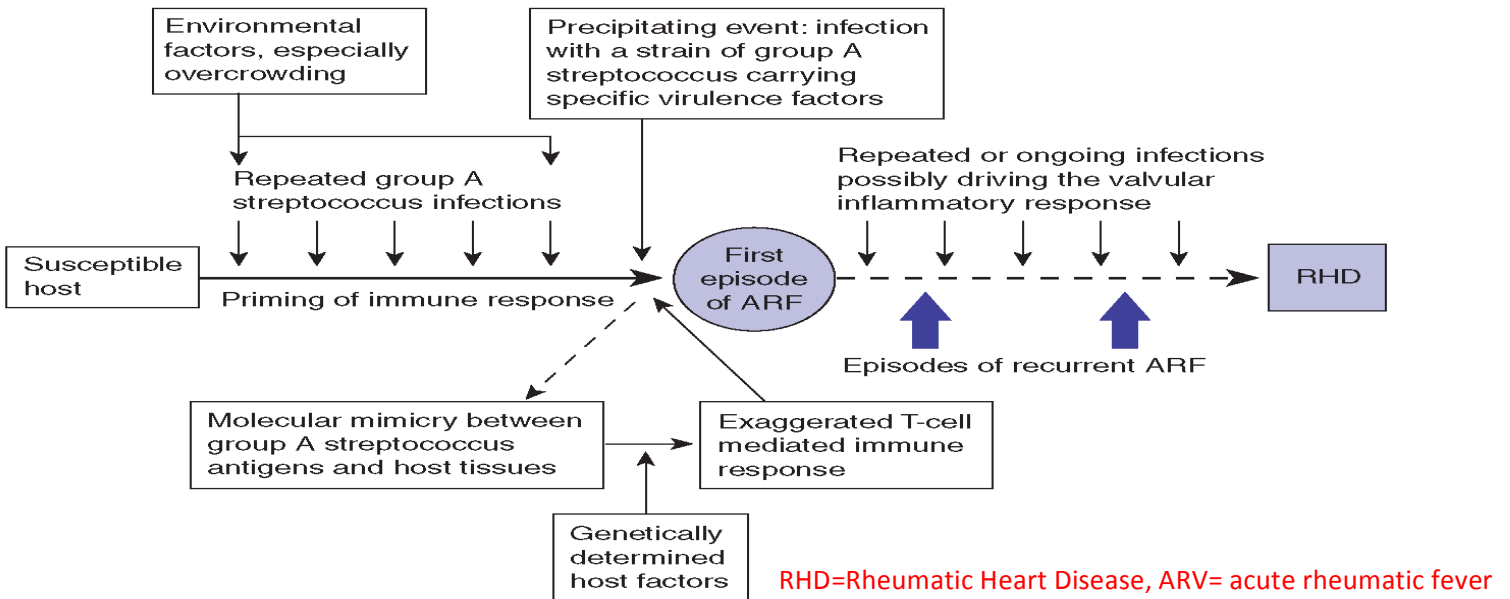 Environmental
factors, especially
overcrowding
Precipitating event: infection
with a strain of group A
streptococcus carrying
specific virulence factors
Repeated group A
streptococcus infections
Repeated or ongoing infections
possibly driving the valvular
inflammatory response
Susceptible
host
Priming of immune response
First
episode
of ARF
RHD
Episodes of recurrent ARF
Molecular mimicry between
group A streptococcus
antigens and host tissues
Exaggerated T-cell
mediated immune
response
Genetically
determined
host factors
RHD=Rheumatic Heart Disease, ARV= acute rheumatic fever